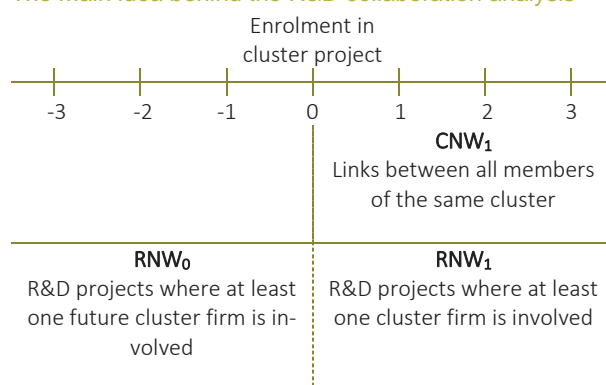 The main idea behind the R&D collaboration analysis
Enrolment in
cluster project
-3 -2 -1 0 1 2 3
CNW₁
Links between all members
of the same cluster
RNW₀
R&D projects where at least
one future cluster firm is in-
volved
RNW₁
R&D projects where at least
one cluster firm is involved